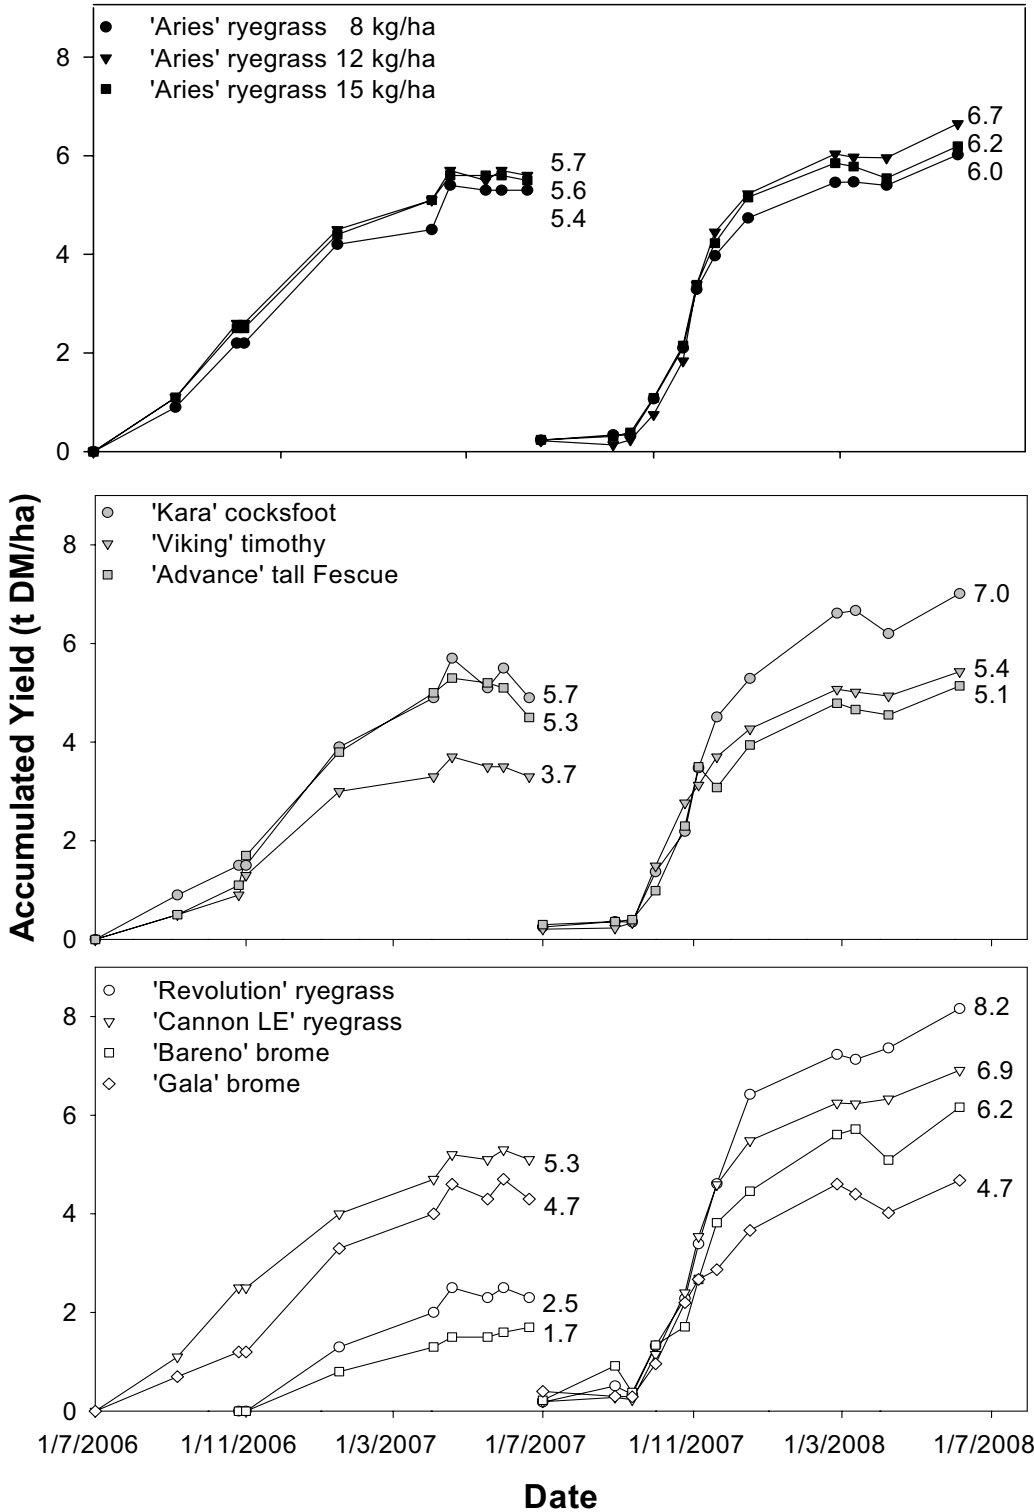 'Aries' ryegrass 8 kg/ha
'Aries' ryegrass 12 kg/ha
'Aries' ryegrass 15 kg/ha
8
6
4
2
0
5.7
5.6
5.4
6.7
6.2
6.0
Accumulated Yield (t DM/ha)
'Kara' cocksfoot
'Viking' timothy
'Advance' tall Fescue
8
6
4
2
0
5.7
5.3
3.7
7.0
5.4
5.1
'Revolution' ryegrass
'Cannon LE' ryegrass
'Bareno' brome
'Gala' brome
8
6
4
2
0
5.3
4.7
2.5
1.7
8.2
6.9
6.2
4.7
1/7/2006 1/11/2006 1/3/2007 1/7/2007 1/11/2007 1/3/2008 1/7/2008
Date